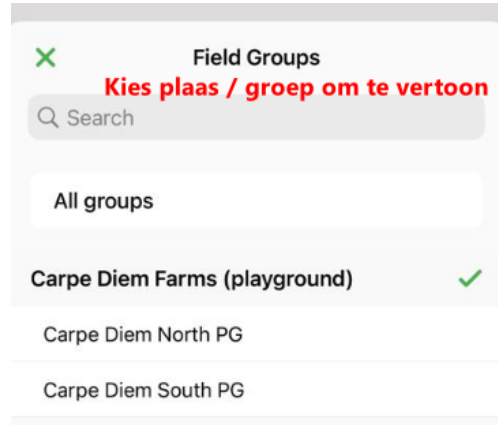 Field Groups
Kies plaas / groep om te vertoon
Search
All groups
Carpe Diem Farms (playground)
Carpe Diem North PG
Carpe Diem South PG